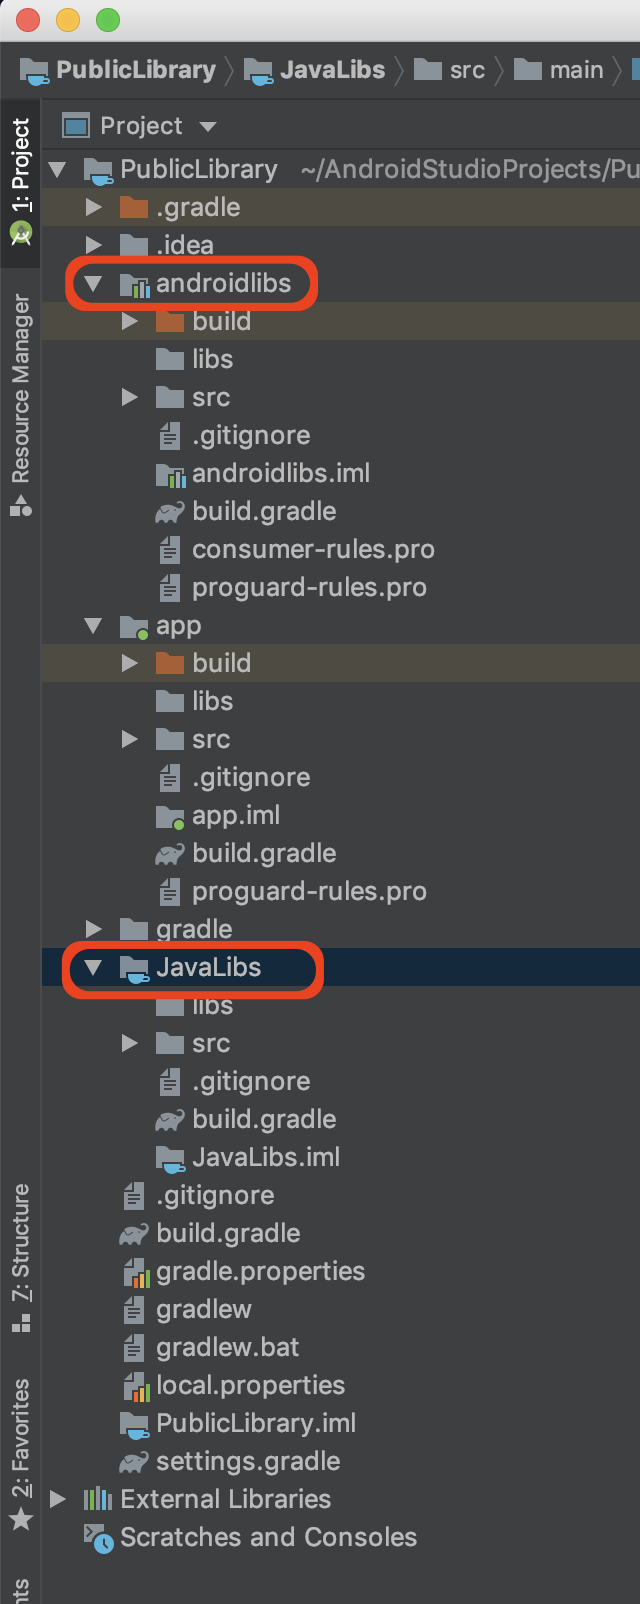 PublicLibrary JavaLibs src main
Project
1: Project
Resource Manager
7: Structure
2: Favorites
PublicLibrary ~/AndroidStudioProjects/Pu
.gradle
.idea
androidlibs
build
libs
src
.gitignore
androidlibs.iml
build.gradle
consumer-rules.pro
proguard-rules.pro
app
build
libs
src
.gitignore
app.iml
build.gradle
proguard-rules.pro
gradle
JavaLibs
libs
src
.gitignore
build.gradle
JavaLibs.iml
.gitignore
build.gradle
gradle.properties
gradlew
gradlew.bat
local.properties
PublicLibrary.iml
settings.gradle
External Libraries
Scratches and Consoles